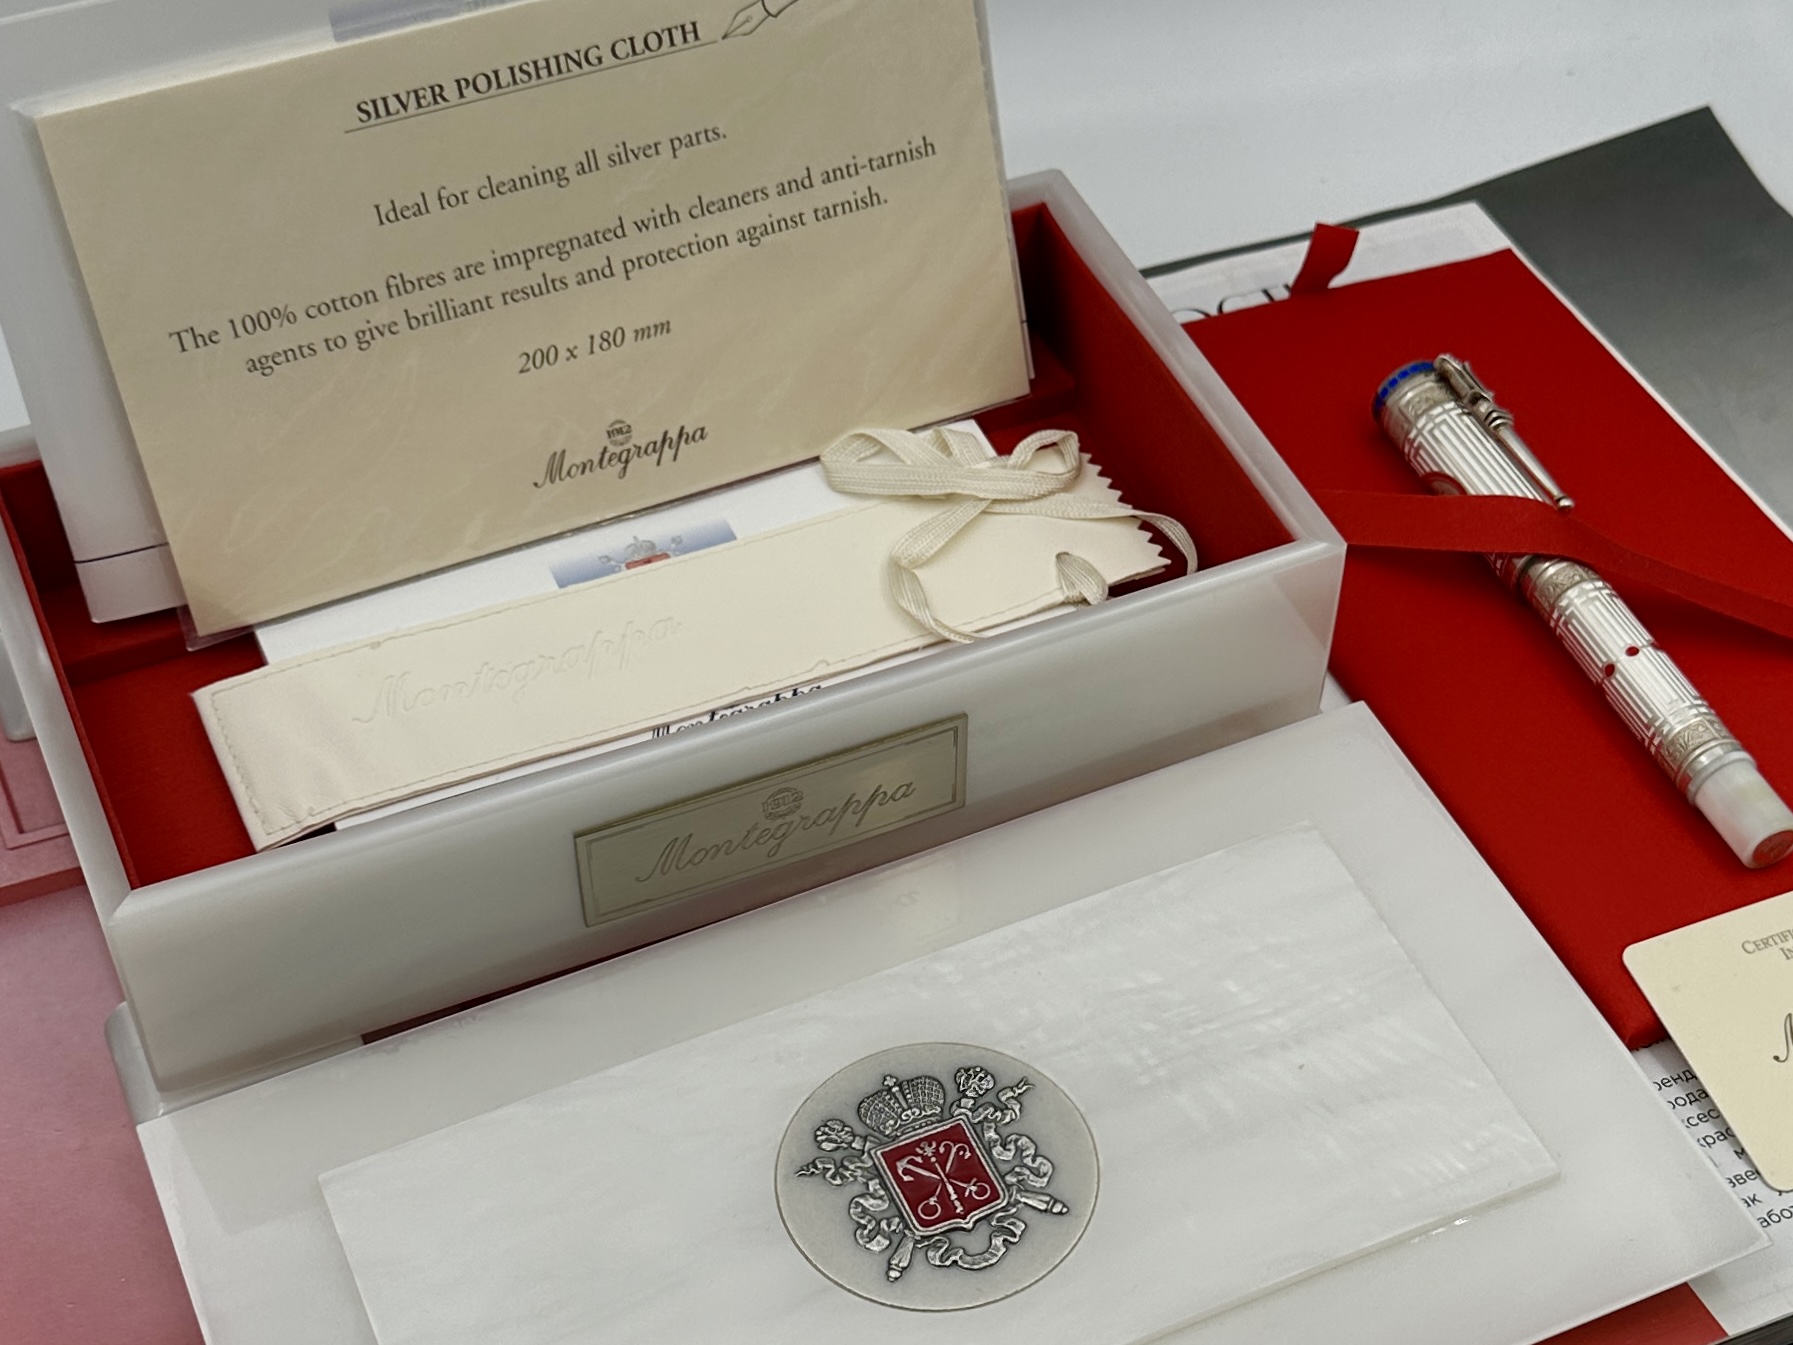 SILVER POLISHING CLOTH
Ideal for cleaning all silver parts.
The 100% cotton fibres are impregnated with cleaners and anti-tarnish
agents to give brilliant results and protection against tarnish.
200 x 180 mm
1912
Montegrappa
Montegrappa
Montegrappa
1912
Montegrappa